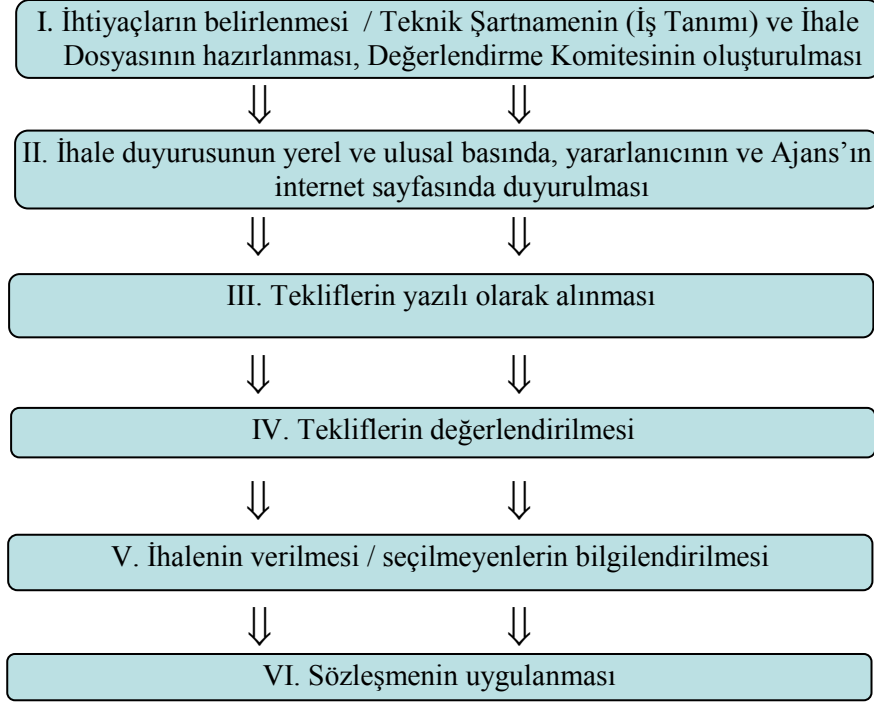 I. İhtiyaçların belirlenmesi / Teknik Şartnamenin (İş Tanımı) ve İhale
Dosyasının hazırlanması, Değerlendirme Komitesinin oluşturulması
⇓ ⇓
II. İhale duyurusunun yerel ve ulusal basında, yararlanıcının ve Ajans’ın
internet sayfasında duyurulması
⇓ ⇓
III. Tekliflerin yazılı olarak alınması
⇓ ⇓
IV. Tekliflerin değerlendirilmesi
⇓ ⇓
V. İhalenin verilmesi / seçilmeyenlerin bilgilendirilmesi
⇓ ⇓
VI. Sözleşmenin uygulanması